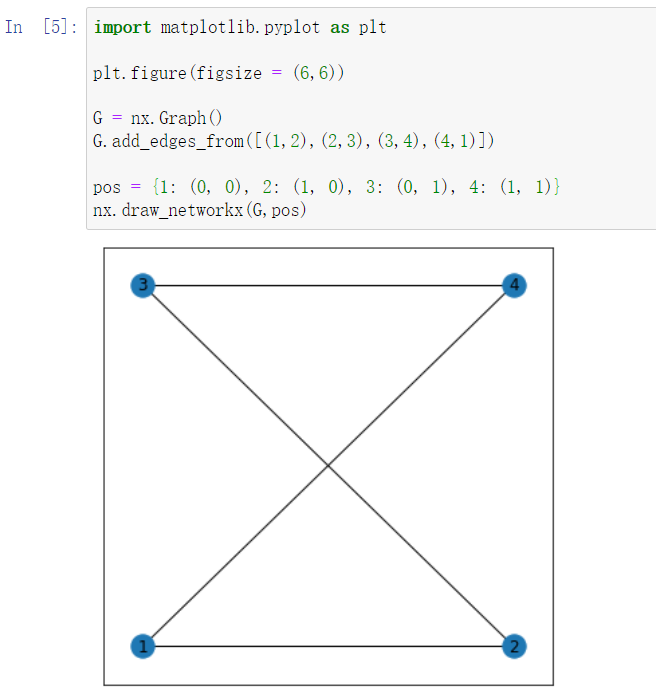 In [5]: import matplotlib.pyplot as plt
plt.figure(figsize = (6,6))
G = nx.Graph()
G.add_edges_from([(1,2),(2,3),(3,4),(4,1)])
pos = {1: (0, 0), 2: (1, 0), 3: (0, 1), 4: (1, 1)}
nx.draw_networkx(G,pos)
3 4
1 2